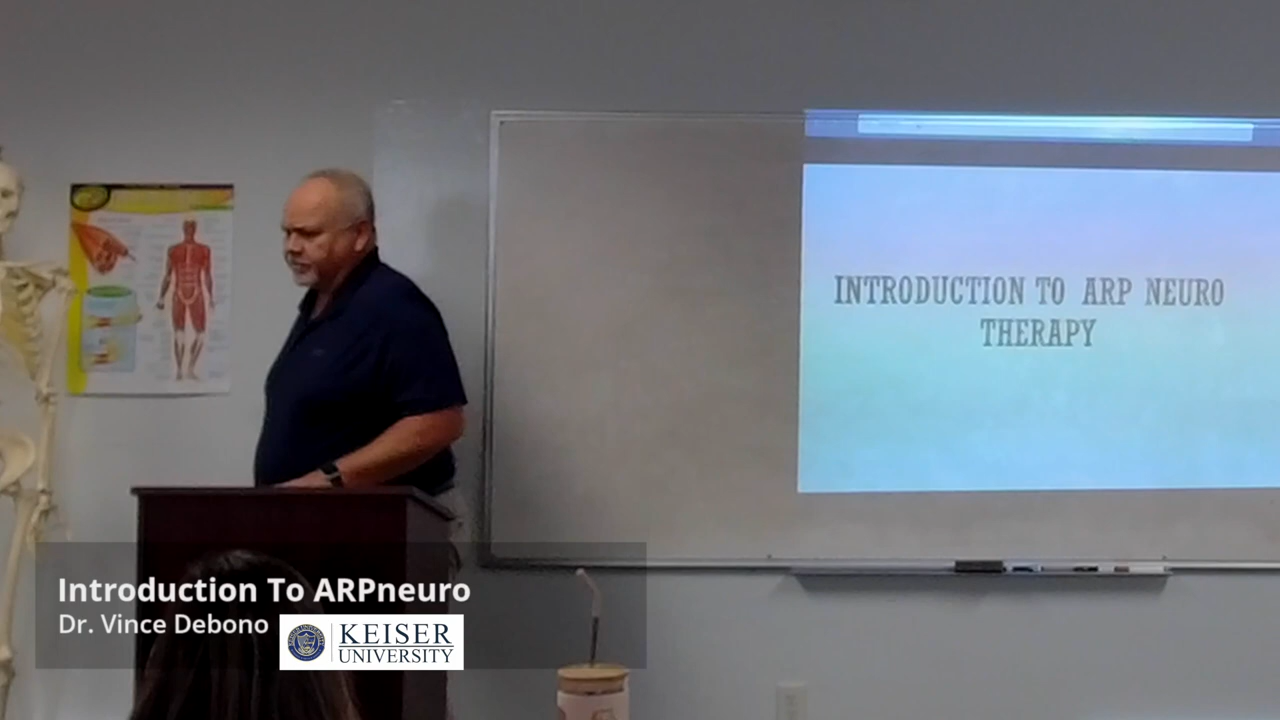 INTRODUCTION TO ARP NEURO
THERAPY
Introduction To ARPneuro
Dr. Vince Debono
KEISER
UNIVERSITY